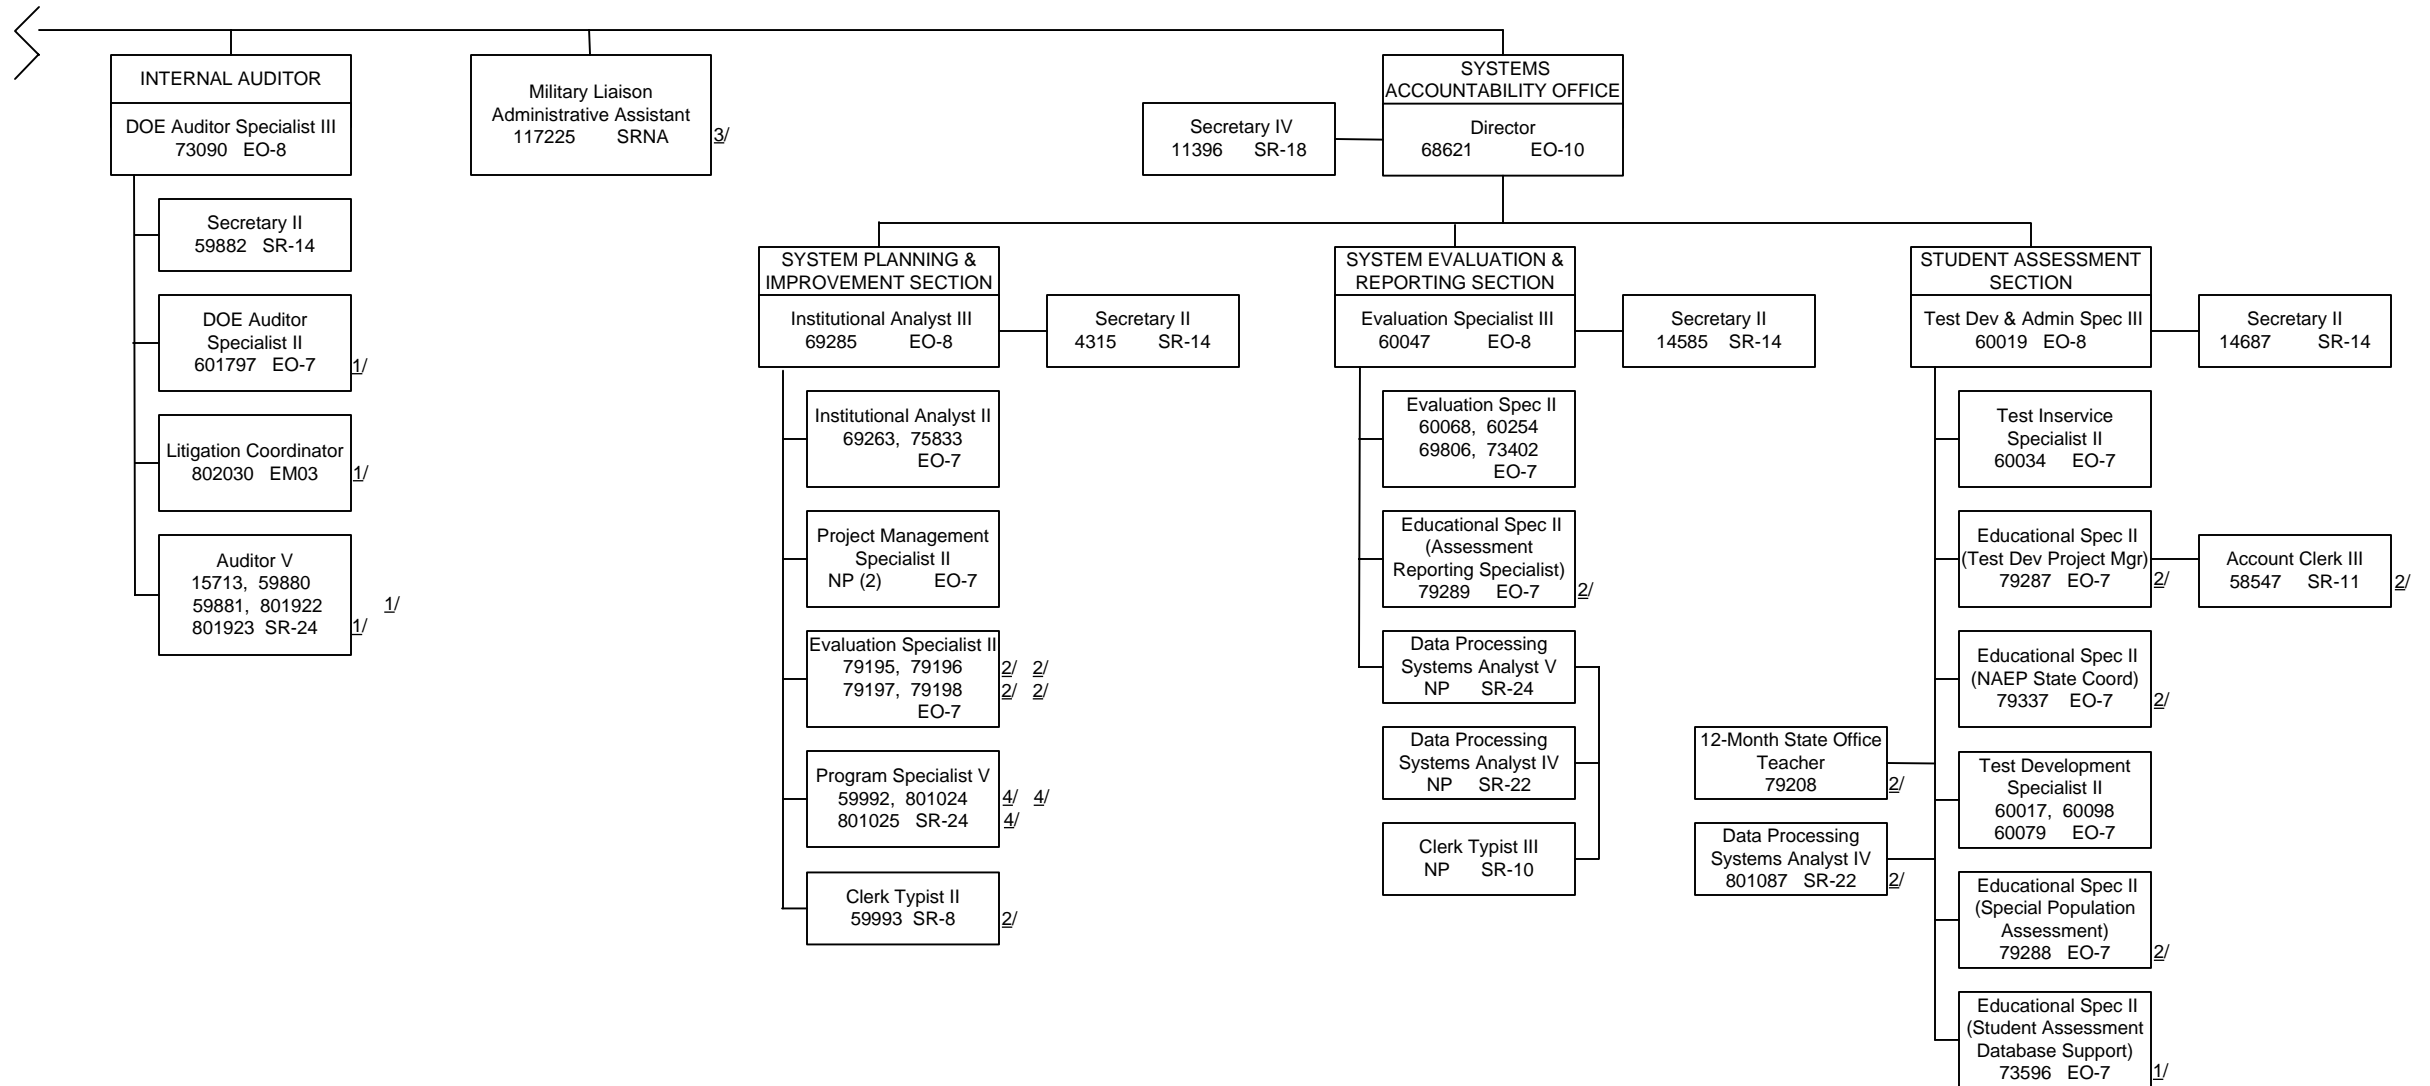 INTERNAL AUDITOR
DOE Auditor Specialist III
73090 EO-8
Secretary II
59882 SR-14
DOE Auditor
Specialist II
601797 EO-7 1/
Litigation Coordinator
802030 EM03 1/
Auditor V
15713, 59880
59881, 801922 1/
801923 SR-24 1/
Military Liaison
Administrative Assistant
117225 SRNA 3/
SYSTEMS
ACCOUNTABILITY OFFICE
Director
68621 EO-10
Secretary IV
11396 SR-18
SYSTEM PLANNING &
IMPROVEMENT SECTION
Institutional Analyst III
69285 EO-8
Secretary II
4315 SR-14
Institutional Analyst II
69263, 75833
EO-7
Project Management
Specialist II
NP (2) EO-7
Evaluation Specialist II
79195, 79196 2/ 2/
79197, 79198 2/ 2/
EO-7
Program Specialist V
59992, 801024 4/ 4/
801025 SR-24 4/
Clerk Typist II
59993 SR-8 2/
SYSTEM EVALUATION &
REPORTING SECTION
Evaluation Specialist III
60047 EO-8
Secretary II
14585 SR-14
Evaluation Spec II
60068, 60254
69806, 73402
EO-7
Educational Spec II
(Assessment
Reporting Specialist)
79289 EO-7 2/
Data Processing
Systems Analyst V
NP SR-24
Data Processing
Systems Analyst IV
NP SR-22
Clerk Typist III
NP SR-10
STUDENT ASSESSMENT
SECTION
Test Dev & Admin Spec III
60019 EO-8
Secretary II
14687 SR-14
Test Inservice
Specialist II
60034 EO-7
Educational Spec II
(Test Dev Project Mgr)
79287 EO-7 2/
Account Clerk III
58547 SR-11 2/
Educational Spec II
(NAEP State Coord)
79337 EO-7 2/
12-Month State Office
Teacher
79208 2/
Test Development
Specialist II
60017, 60098
60079 EO-7
Data Processing
Systems Analyst IV
801087 SR-22 2/
Educational Spec II
(Special Population
Assessment)
79288 EO-7 2/
Educational Spec II
(Student Assessment
Database Support)
73596 EO-7 1/